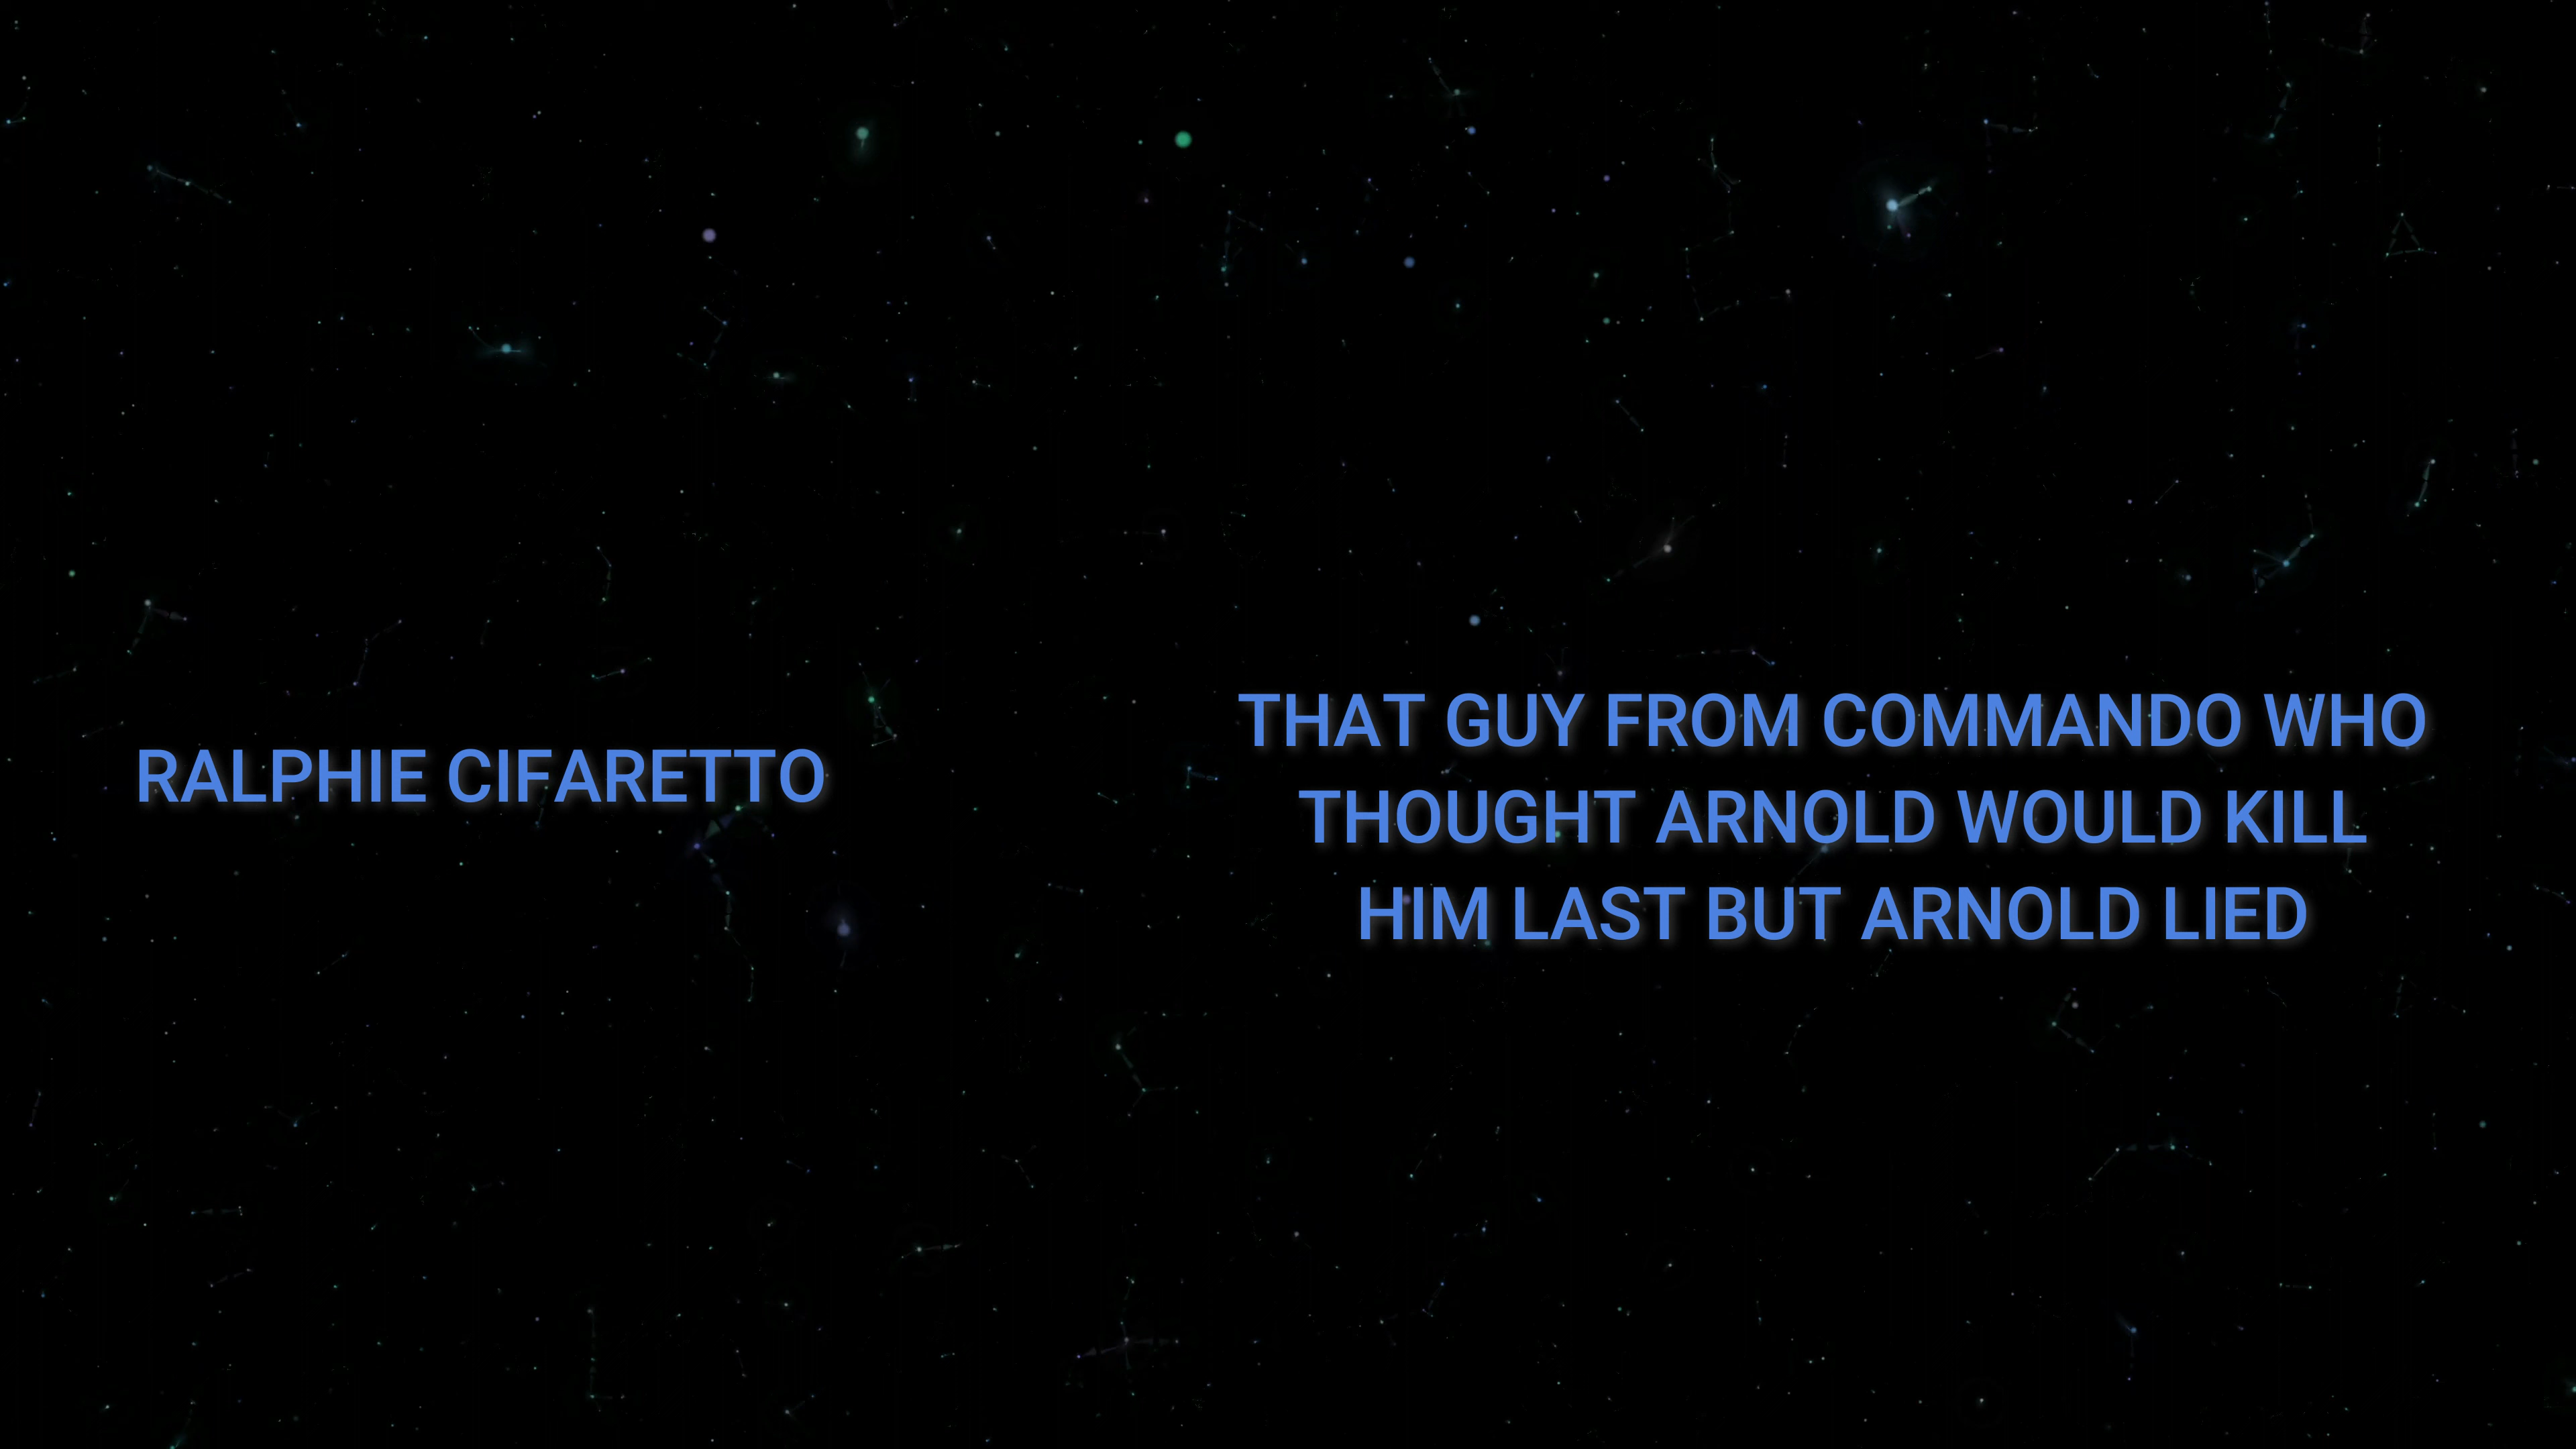 RALPHIE CIFARETTO
THAT GUY FROM COMMANDO WHO
THOUGHT ARNOLD WOULD KILL
HIM LAST BUT ARNOLD LIED